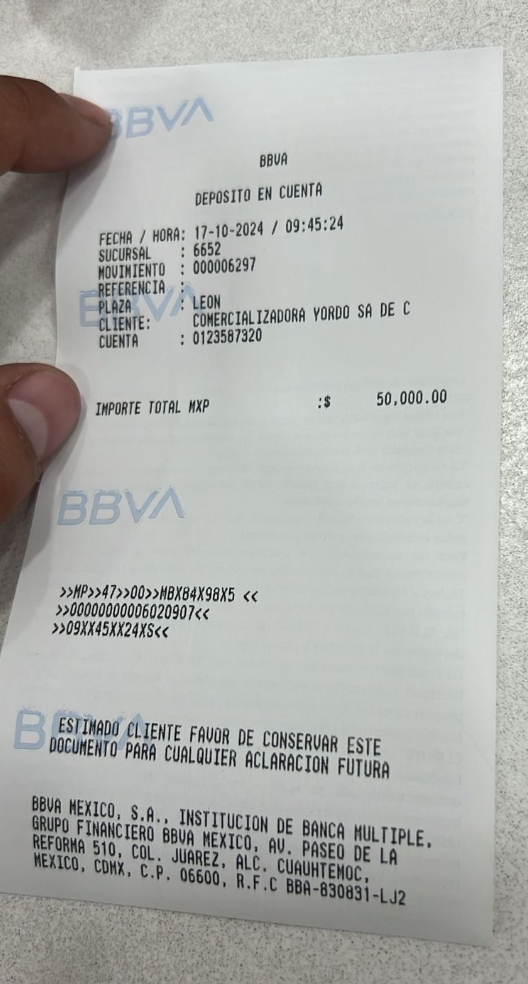 BBVA
BBVA
DEPOSITO EN CUENTA
FECHA / HORA: 17-10-2024 / 09:45:24
SUCURSAL : 6652
MOVIMIENTO : 000006297
REFERENCIA :
PLAZA : LEON
CLIENTE: COMERCIALIZADORA YORDO SA DE C
CUENTA : 0123587320
BBVA
IMPORTE TOTAL MXP :$ 50,000.00
BBVA
>>MP>>47>>00>>MBX84X98X5 <<
>>00000000006020907<<
>>09XX45XX24XS<<
BBVA
ESTIMADO CLIENTE FAVOR DE CONSERVAR ESTE
DOCUMENTO PARA CUALQUIER ACLARACION FUTURA
BBVA MEXICO, S.A., INSTITUCION DE BANCA MULTIPLE,
GRUPO FINANCIERO BBVA MEXICO, AV. PASEO DE LA
REFORMA 510, COL. JUAREZ, ALC. CUAUHTEMOC,
MEXICO, CDMX, C.P. 06600, R.F.C BBA-830831-LJ2